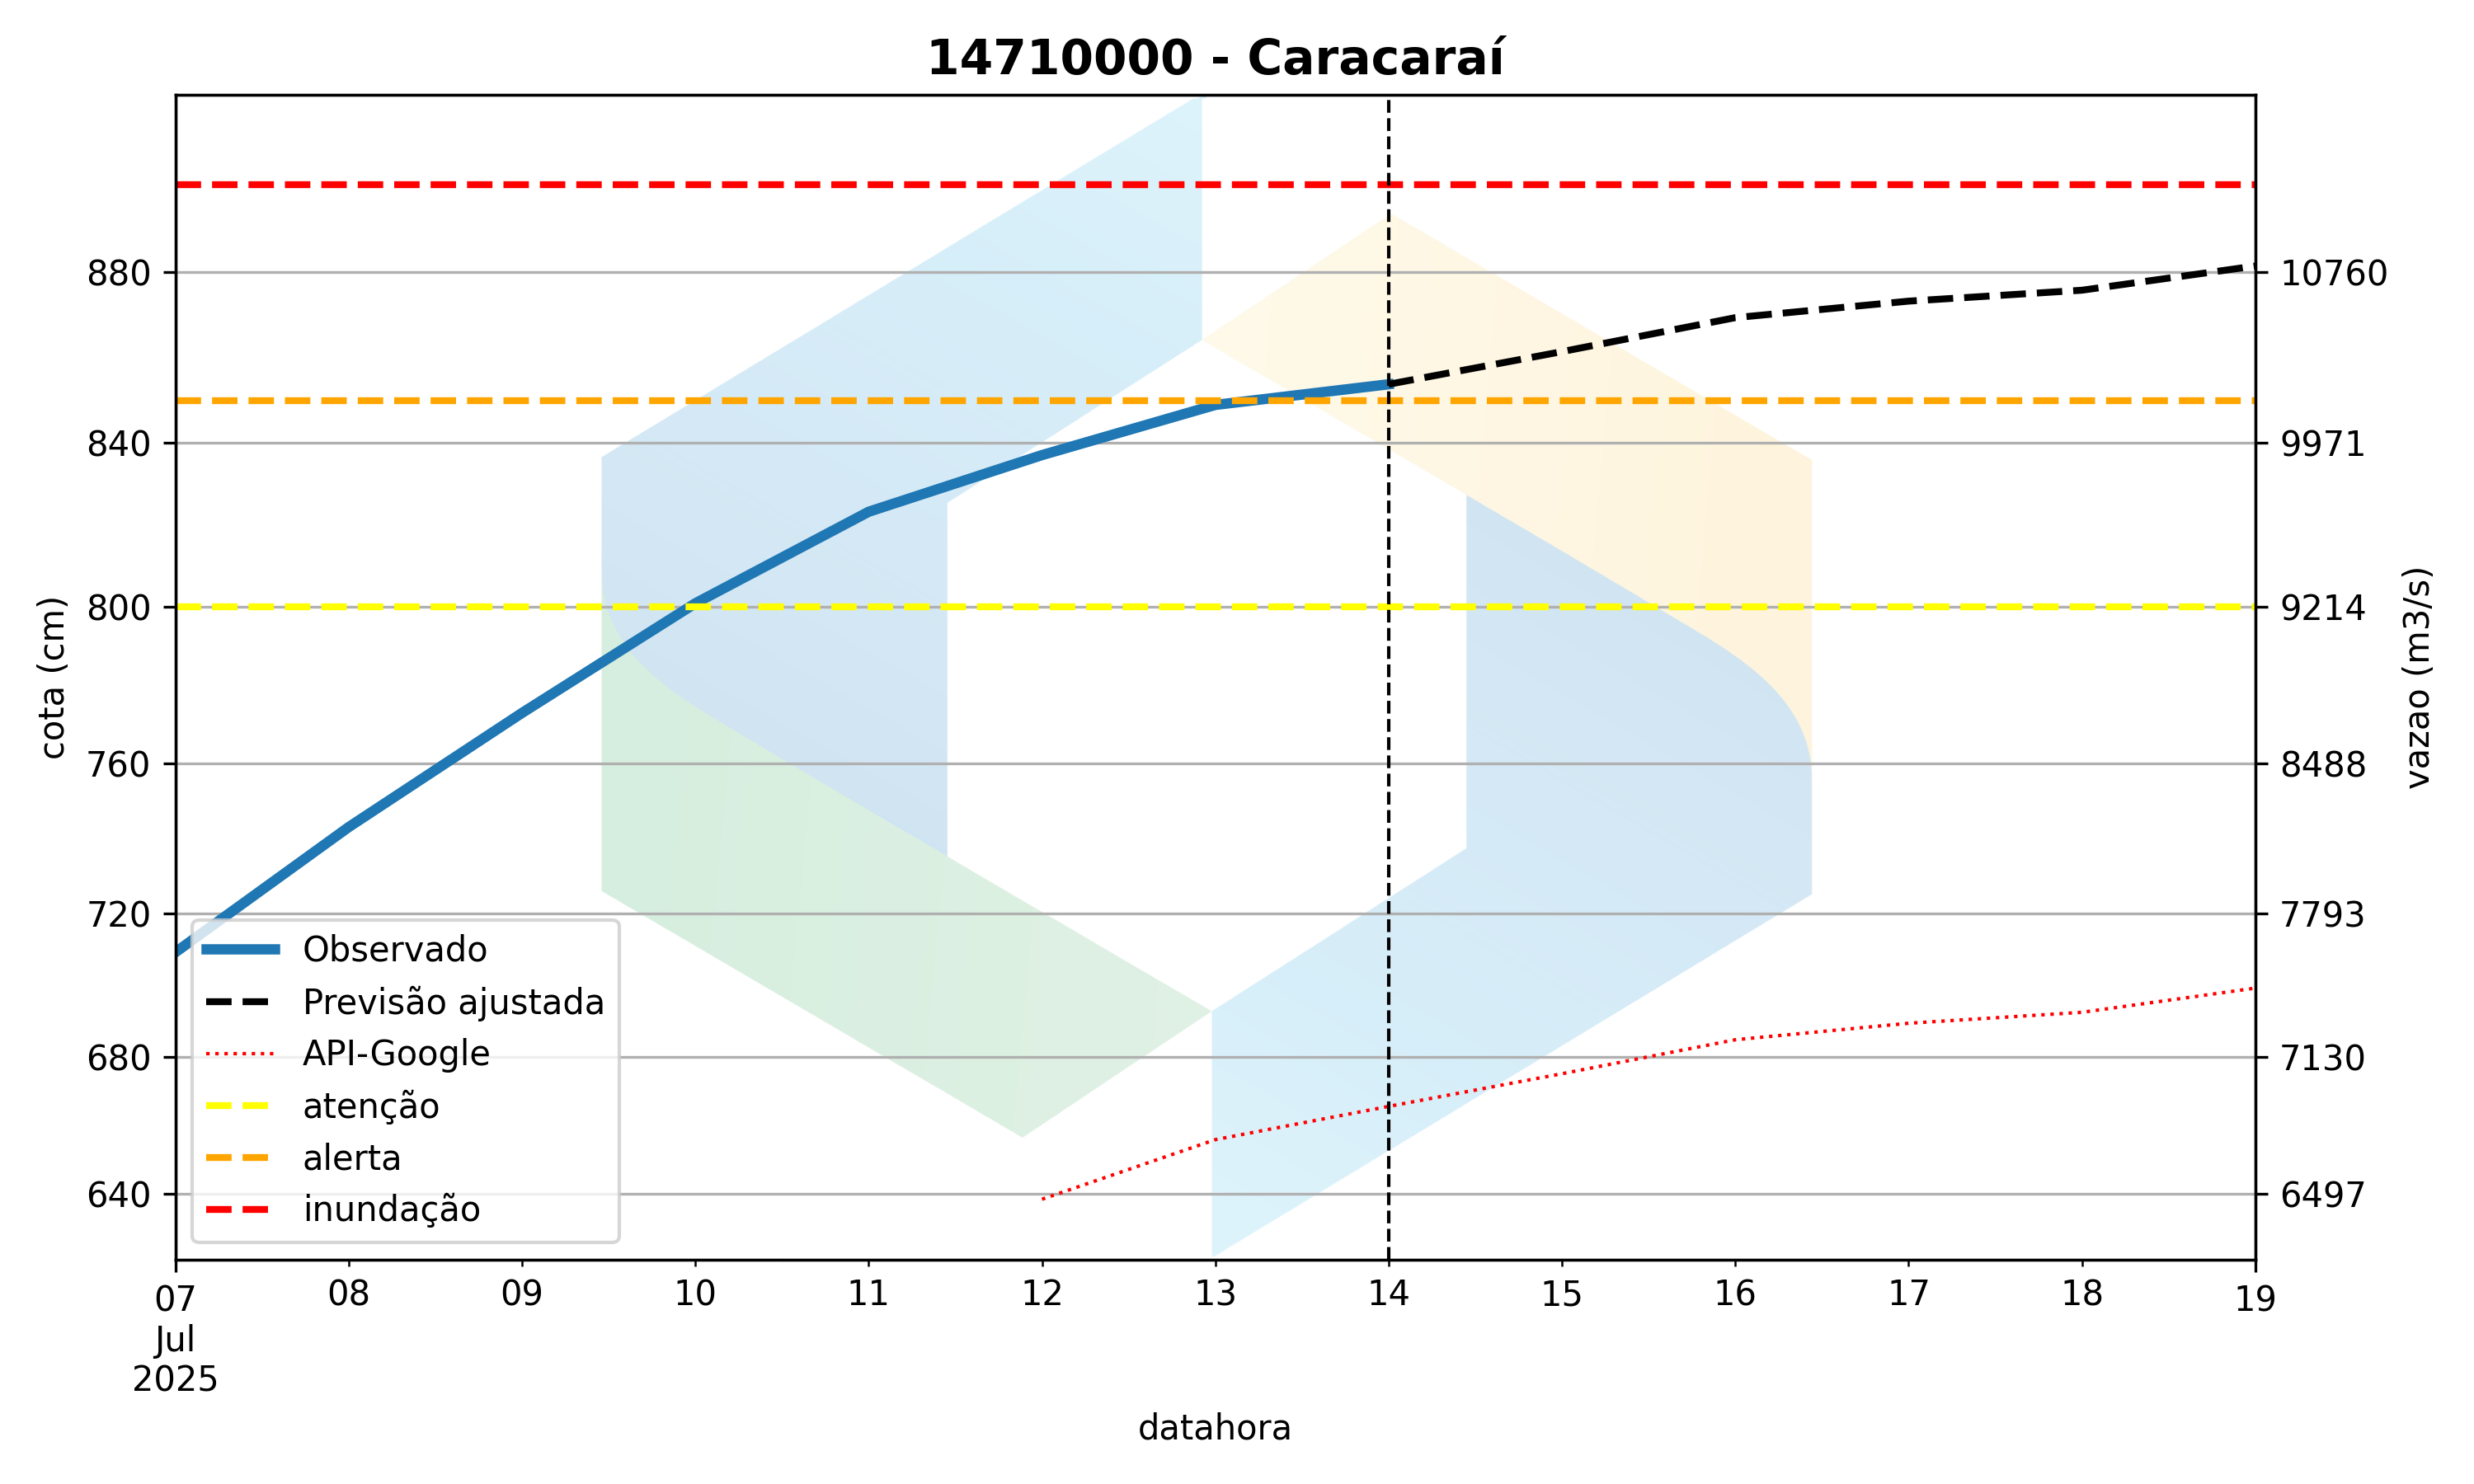 14710000 - Caracaraí
880
840
800
760
720
680
640
cota (cm)
10760
9971
9214
8488
7793
7130
6497
vazao (m3/s)
Observado
Previsão ajustada
API-Google
atenção
alerta
inundação
07 08 09 10 11 12 13 14 15 16 17 18 19
Jul
2025
datahora